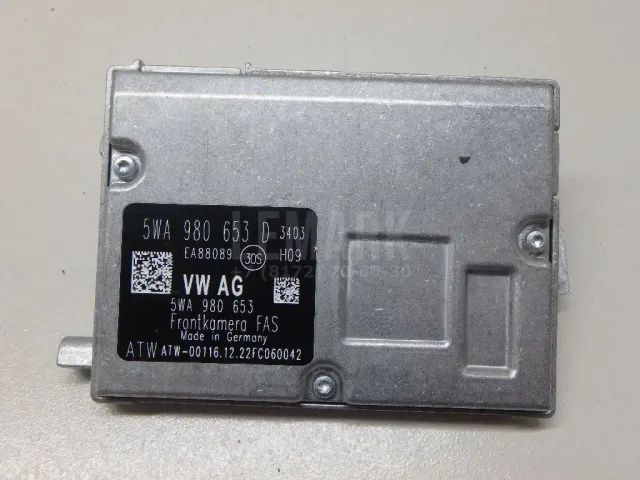 5WA 980 653 D 3403
EA88089 30S H09
VW AG
5WA 980 653
Frontkamera FAS
Made in Germany
ATW ATW-00116.12.22FC060042
LEMARK